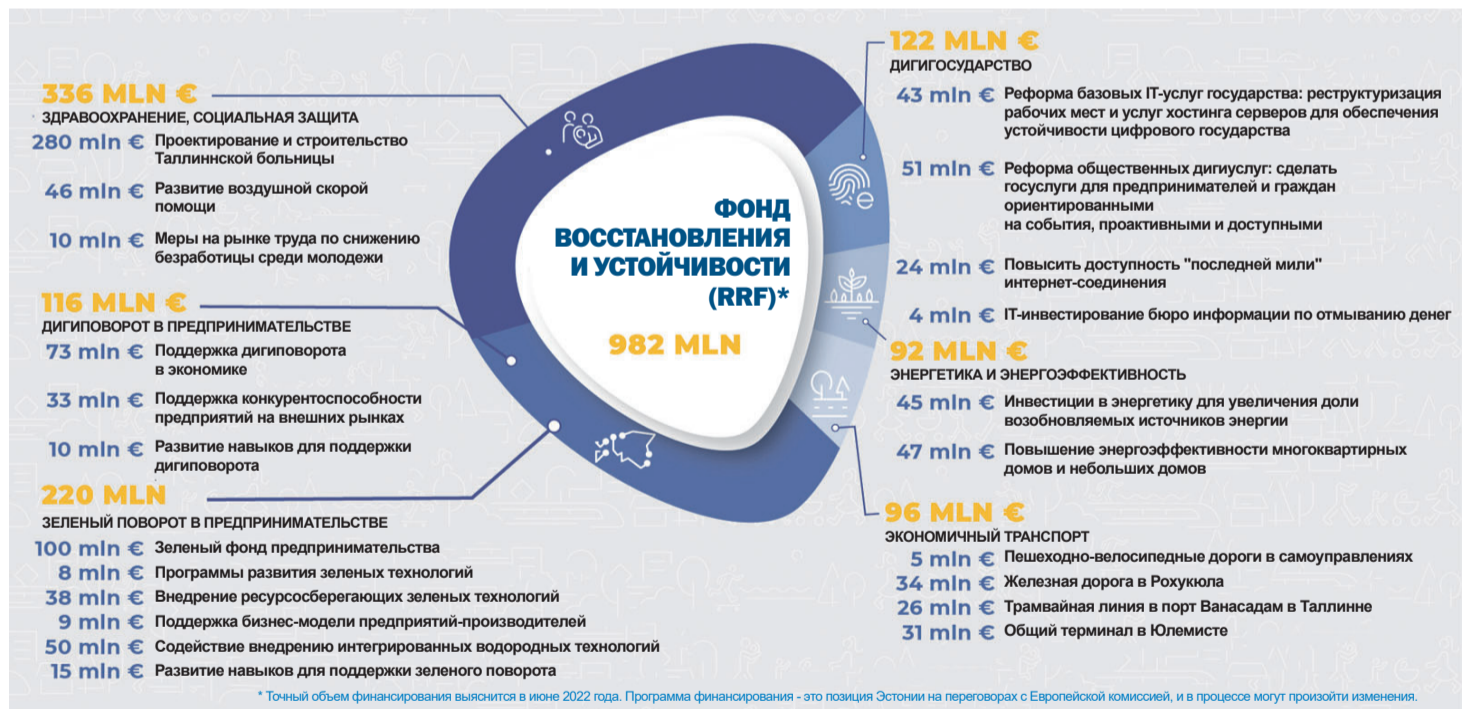 336 MLN €
ЗДРАВООХРАНЕНИЕ, СОЦИАЛЬНАЯ ЗАЩИТА
280 mln € Проектирование и строительство
Таллиннской больницы
46 mln € Развитие воздушной скорой
помощи
10 mln € Меры на рынке труда по снижению
безработицы среди молодежи
116 MLN €
ДИГИПОВОРОТ В ПРЕДПРИНИМАТЕЛЬСТВЕ
73 mln € Поддержка дигиповорота
в экономике
33 mln € Поддержка конкурентоспособности
предприятий на внешних рынках
10 mln € Развитие навыков для поддержки
дигиповорота
220 MLN
ЗЕЛЕНЫЙ ПОВОРОТ В ПРЕДПРИНИМАТЕЛЬСТВЕ
100 mln € Зеленый фонд предпринимательства
8 mln € Программы развития зеленых технологий
38 mln € Внедрение ресурсосберегающих зеленых технологий
9 mln € Поддержка бизнес-модели предприятий-производителей
50 mln € Содействие внедрению интегрированных водородных технологий
15 mln € Развитие навыков для поддержки зеленого поворота
ФОНД
ВОССТАНОВЛЕНИЯ
И УСТОЙЧИВОСТИ
(RRF)*
982 MLN
122 MLN €
ДИГИГОСУДАРСТВО
43 mln € Реформа базовых IT-услуг государства: реструктуризация
рабочих мест и услуг хостинга серверов для обеспечения
устойчивости цифрового государства
51 mln € Реформа общественных дигиуслуг: сделать
госуслуги для предпринимателей и граждан
ориентированными
на события, проактивными и доступными
24 mln € Повысить доступность "последней мили"
интернет-соединения
4 mln € IT-инвестирование бюро информации по отмыванию денег
92 MLN €
ЭНЕРГЕТИКА И ЭНЕРГОЭФФЕКТИВНОСТЬ
45 mln € Инвестиции в энергетику для увеличения доли
возобновляемых источников энергии
47 mln € Повышение энергоэффективности многоквартирных
домов и небольших домов
96 MLN €
ЭКОНОМИЧНЫЙ ТРАНСПОРТ
5 mln € Пешеходно-велосипедные дороги в самоуправлениях
34 mln € Железная дорога в Рохукюла
26 mln € Трамвайная линия в порт Ванасадам в Таллинне
31 mln € Общий терминал в Юлемисте
* Точный объем финансирования выяснится в июне 2022 года. Программа финансирования - это позиция Эстонии на переговорах с Европейской комиссией, и в процессе могут произойти изменения.